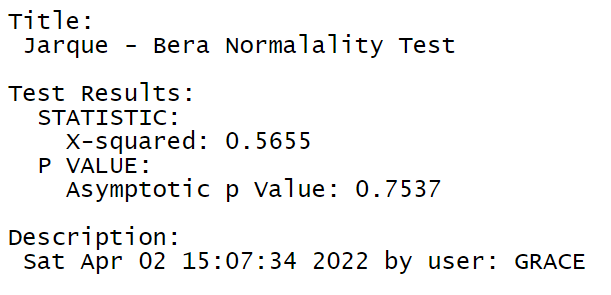 Title:
Jarque - Bera Normalality Test
Test Results:
STATISTIC:
X-squared: 0.5655
P VALUE:
Asymptotic p Value: 0.7537
Description:
Sat Apr 02 15:07:34 2022 by user: GRACE